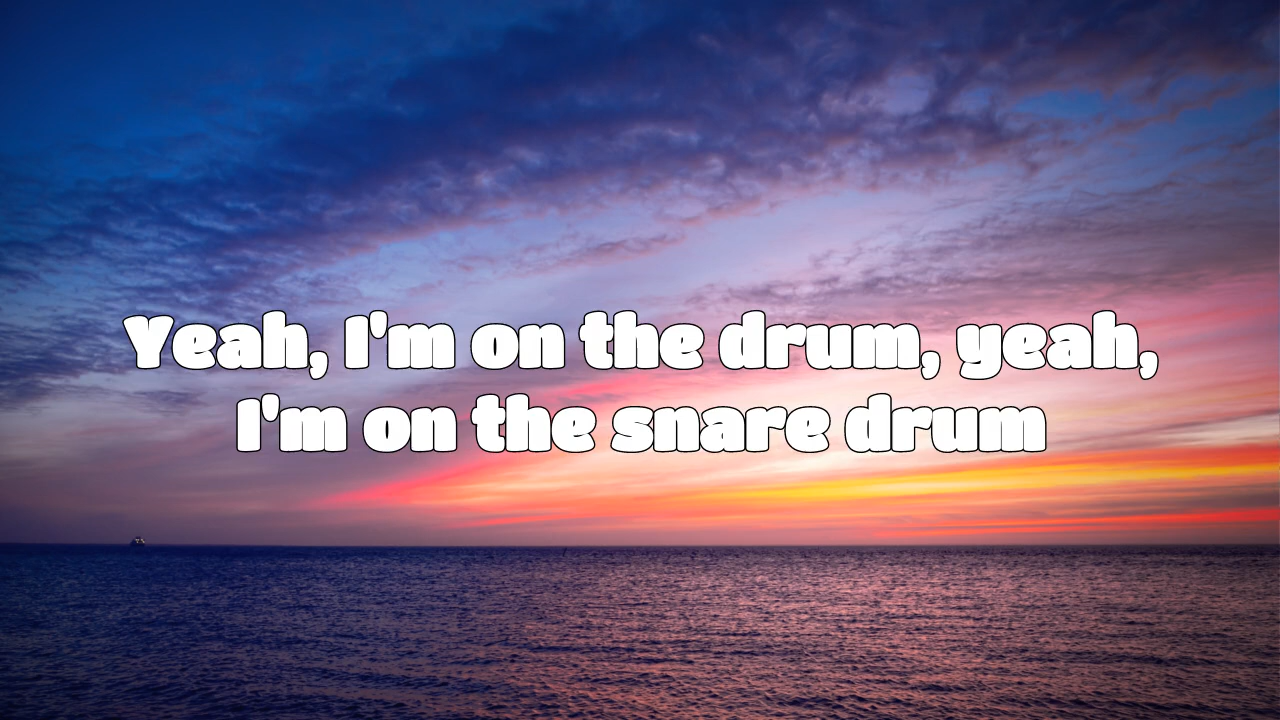 Yeah, I'm on the drum, yeah,
I'm on the snare drum